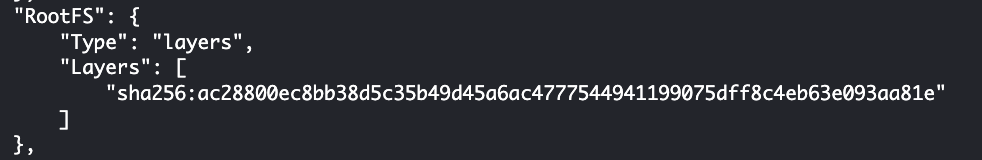 "RootFS": {
"Type": "layers",
"Layers": [
"sha256:ac28800ec8bb38d5c35b49d45a6ac4777544941199075dff8c4eb63e093aa81e"
]
},